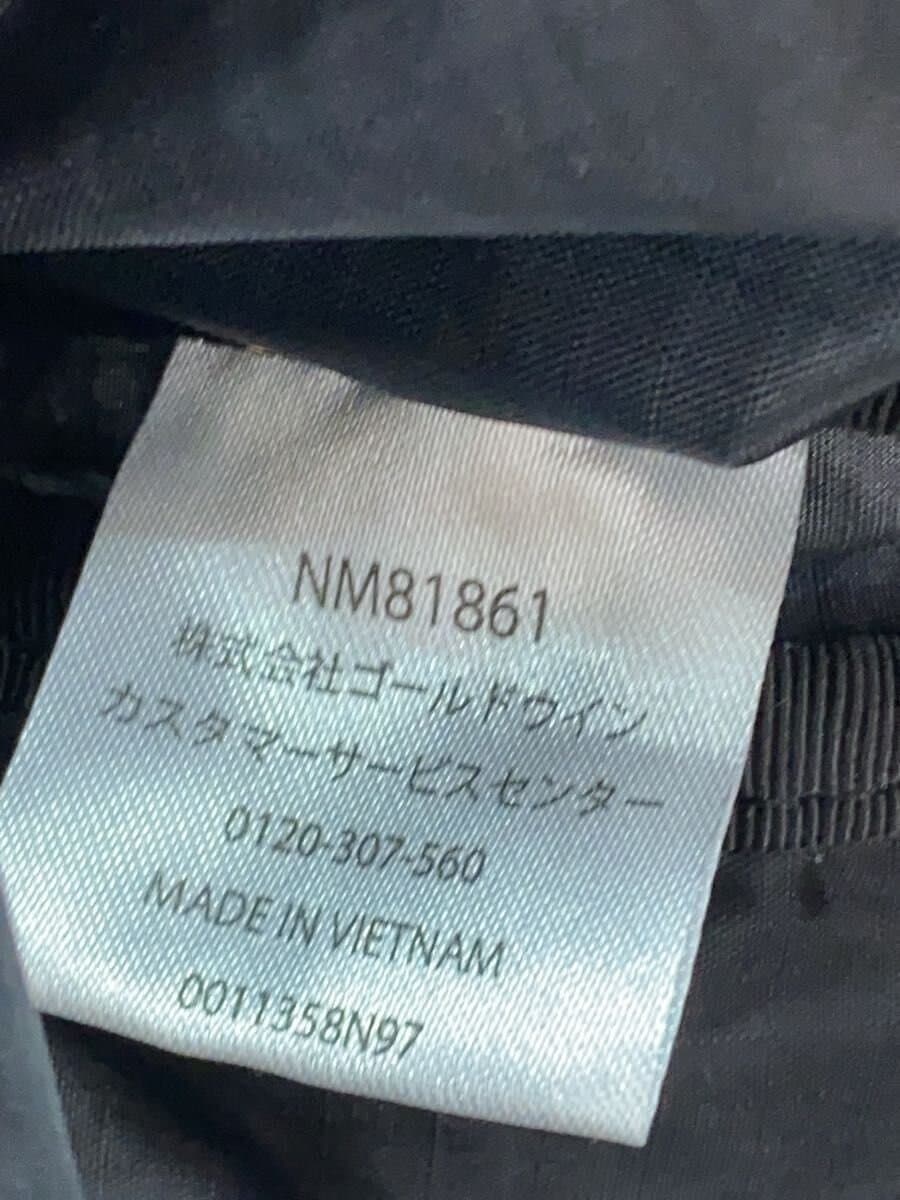 NM81861
株式会社ゴールドウイン
カスタマーサービスセンター
0120-307-560
MADE IN VIETNAM
0011358N97